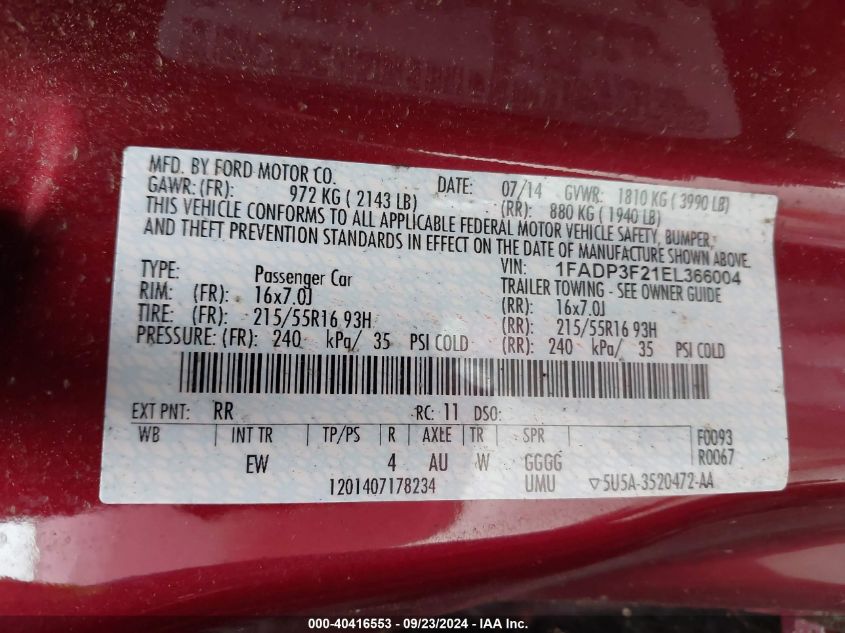 MFD. BY FORD MOTOR CO. DATE: 07/14 GVWR: 1810 KG ( 3990 LB)
GAWR: (FR): 972 KG ( 2143 LB) (RR): 880 KG ( 1940 LB)
THIS VEHICLE CONFORMS TO ALL APPLICABLE FEDERAL MOTOR VEHICLE SAFETY, BUMPER,
AND THEFT PREVENTION STANDARDS IN EFFECT ON THE DATE OF MANUFACTURE SHOWN ABOVE.
VIN: 1FADP3F21EL366004
TYPE: Passenger Car TRAILER TOWING - SEE OWNER GUIDE
RIM: (FR): 16x7.0J (RR): 16x7.0J
TIRE: (FR): 215/55R16 93H (RR): 215/55R16 93H
PRESSURE: (FR): 240 kPa/ 35 PSI COLD (RR): 240 kPa/ 35 PSI COLD
EXT PNT: RR RC: 11 DSO:
WB INT TR TP/PS R AXLE TR SPR F0093
EW 4 AU W GGGG R0067
1201407178234 UMU ▽5U5A-3520472-AA
000-40416553 - 09/23/2024 - IAAI.com